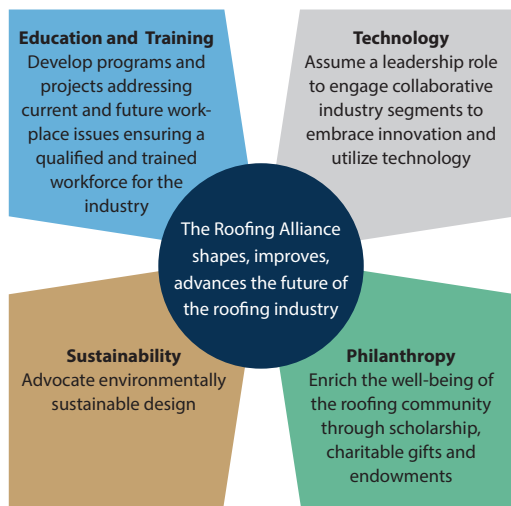 Education and Training
Develop programs and
projects addressing
current and future work-
place issues ensuring a
qualified and trained
workforce for the
industry
Technology
Assume a leadership role
to engage collaborative
industry segments to
embrace innovation and
utilize technology
The Roofing Alliance
shapes, improves,
advances the future of
the roofing industry
Sustainability
Advocate environmentally
sustainable design
Philanthropy
Enrich the well-being of
the roofing community
through scholarship,
charitable gifts and
endowments